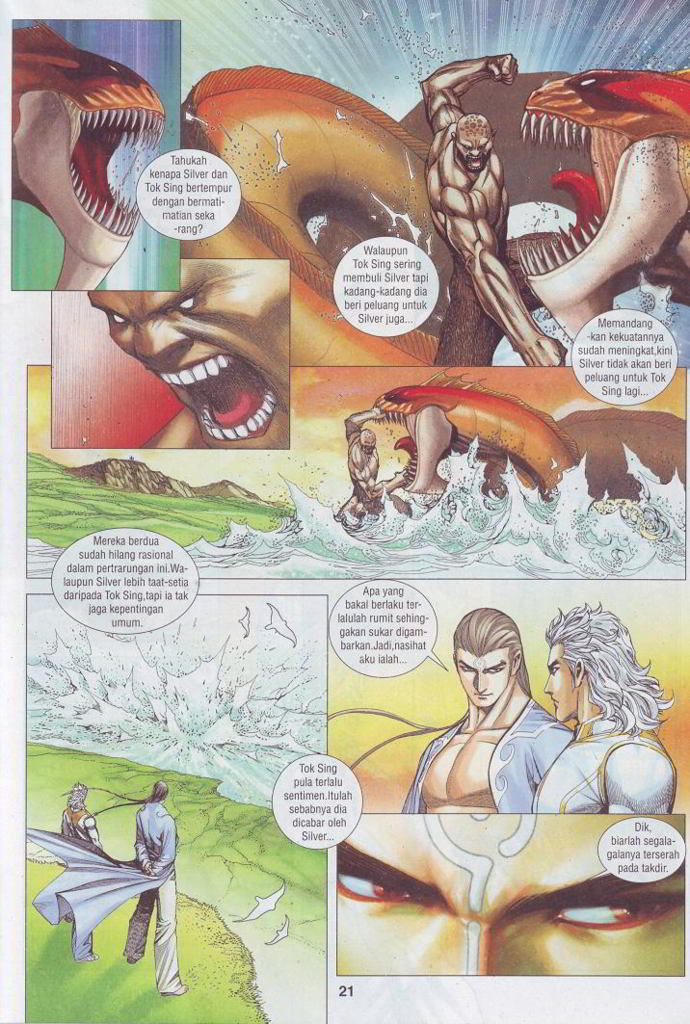 Tahukah
kenapa Silver dan
Tok Sing bertempur
dengan bermati-
matian seka
-rang?
Walaupun
Tok Sing sering
membuli Silver tapi
kadang-kadang dia
beri peluang untuk
Silver juga...
Memandang
-kan kekuatannya
sudah meningkat,kini
Silver tidak akan beri
peluang untuk Tok
Sing lagi...
Mereka berdua
sudah hilang rasional
dalam pertrarungan ini.Wa-
laupun Silver lebih taat-setia
daripada Tok Sing,tapi ia tak
jaga kepentingan
umum.
Apa yang
bakal berlaku ter-
lalulah rumit sehing-
gakan sukar digam-
barkan.Jadi,nasihat
aku ialah...
Tok Sing
pula terlalu
sentimen.Itulah
sebabnya dia
dicabar oleh
Silver...
Dik,
biarlah segala-
galanya terserah
pada takdir.
21